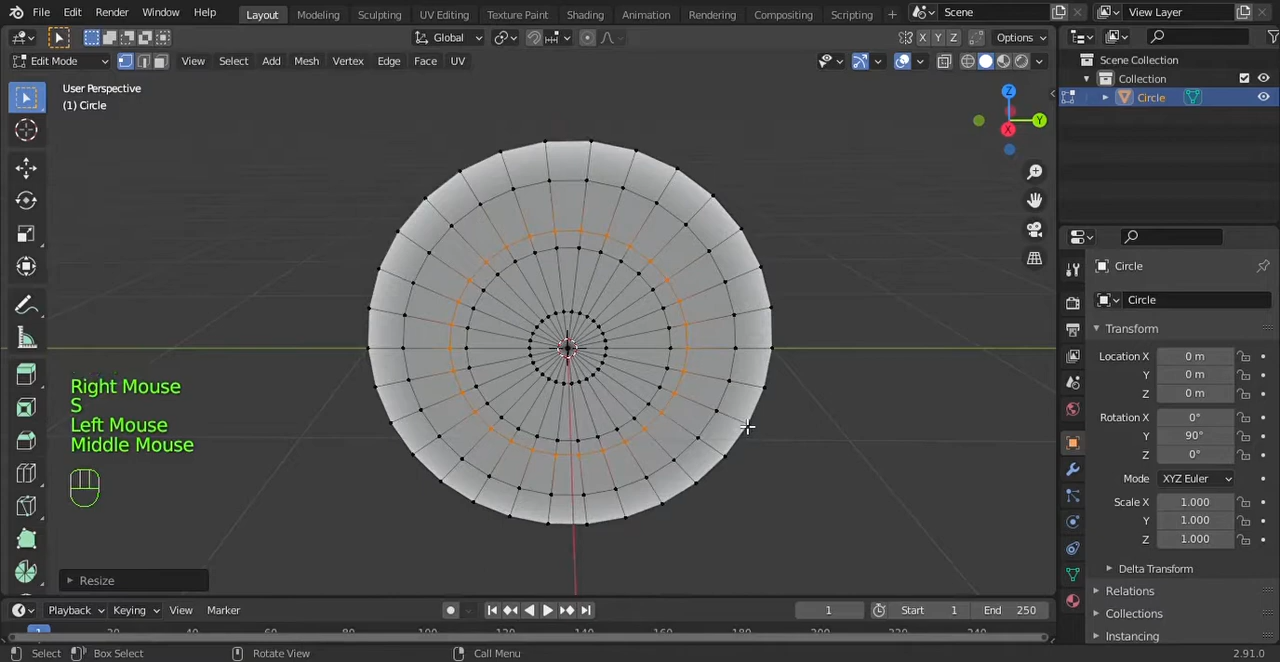 File Edit Render Window Help Layout Modeling Sculpting UV Editing Texture Paint Shading Animation Rendering Compositing Scripting + Scene View Layer
Global X Y Z Options
Edit Mode View Select Add Mesh Vertex Edge Face UV
User Perspective
(1) Circle
Z
Y
X
Right Mouse
S
Left Mouse
Middle Mouse
Resize
Scene Collection
Collection
Circle
Circle
Circle
Transform
Location X 0 m
Y 0 m
Z 0 m
Rotation X 0°
Y 90°
Z 0°
Mode XYZ Euler
Scale X 1.000
Y 1.000
Z 1.000
Delta Transform
Relations
Collections
Instancing
Playback Keying View Marker 1 Start 1 End 250
1
Select Box Select Rotate View Call Menu 2.91.0